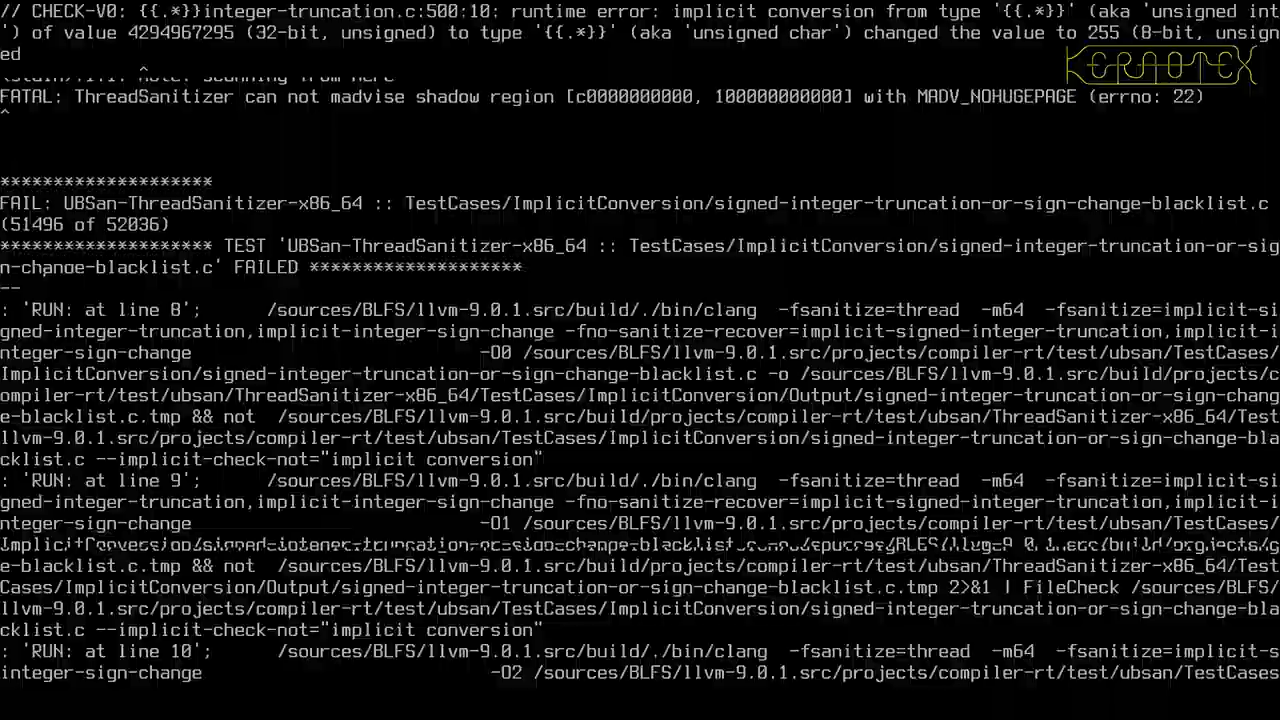 // CHECK-V0: {{.*}}integer-truncation.c:500:10: runtime error: implicit conversion from type '{{.*}}' (aka 'unsigned int
') of value 4294967295 (32-bit, unsigned) to type '{{.*}}' (aka 'unsigned char') changed the value to 255 (8-bit, unsign
ed
^
KERNOTEX
FATAL: ThreadSanitizer can not madvise shadow region [c0000000000, 100000000000] with MADV_NOHUGEPAGE (errno: 22)
^
********************
FAIL: UBSan-ThreadSanitizer-x86_64 :: TestCases/ImplicitConversion/signed-integer-truncation-or-sign-change-blacklist.c
(51496 of 52036)
******************** TEST 'UBSan-ThreadSanitizer-x86_64 :: TestCases/ImplicitConversion/signed-integer-truncation-or-sig
n-change-blacklist.c' FAILED ********************
--
: 'RUN: at line 8'; /sources/BLFS/llvm-9.0.1.src/build/./bin/clang -fsanitize=thread -m64 -fsanitize=implicit-si
gned-integer-truncation,implicit-integer-sign-change -fno-sanitize-recover=implicit-signed-integer-truncation,implicit-i
nteger-sign-change -O0 /sources/BLFS/llvm-9.0.1.src/projects/compiler-rt/test/ubsan/TestCases/
ImplicitConversion/signed-integer-truncation-or-sign-change-blacklist.c -o /sources/BLFS/llvm-9.0.1.src/build/projects/c
ompiler-rt/test/ubsan/ThreadSanitizer-x86_64/TestCases/ImplicitConversion/Output/signed-integer-truncation-or-sign-chang
e-blacklist.c.tmp && not /sources/BLFS/llvm-9.0.1.src/build/projects/compiler-rt/test/ubsan/ThreadSanitizer-x86_64/Test
llvm-9.0.1.src/projects/compiler-rt/test/ubsan/TestCases/ImplicitConversion/signed-integer-truncation-or-sign-change-bla
cklist.c --implicit-check-not="implicit conversion"
: 'RUN: at line 9'; /sources/BLFS/llvm-9.0.1.src/build/./bin/clang -fsanitize=thread -m64 -fsanitize=implicit-si
gned-integer-truncation,implicit-integer-sign-change -fno-sanitize-recover=implicit-signed-integer-truncation,implicit-i
nteger-sign-change -O1 /sources/BLFS/llvm-9.0.1.src/projects/compiler-rt/test/ubsan/TestCases/
ImplicitConversion/signed-integer-truncation-or-sign-change-blacklist.c -o /sources/BLFS/llvm-9.0.1.src/build/projects/c
e-blacklist.c.tmp && not /sources/BLFS/llvm-9.0.1.src/build/projects/compiler-rt/test/ubsan/ThreadSanitizer-x86_64/Test
Cases/ImplicitConversion/Output/signed-integer-truncation-or-sign-change-blacklist.c.tmp 2>&1 | FileCheck /sources/BLFS/
llvm-9.0.1.src/projects/compiler-rt/test/ubsan/TestCases/ImplicitConversion/signed-integer-truncation-or-sign-change-bla
cklist.c --implicit-check-not="implicit conversion"
: 'RUN: at line 10'; /sources/BLFS/llvm-9.0.1.src/build/./bin/clang -fsanitize=thread -m64 -fsanitize=implicit-s
integer-sign-change -O2 /sources/BLFS/llvm-9.0.1.src/projects/compiler-rt/test/ubsan/TestCases